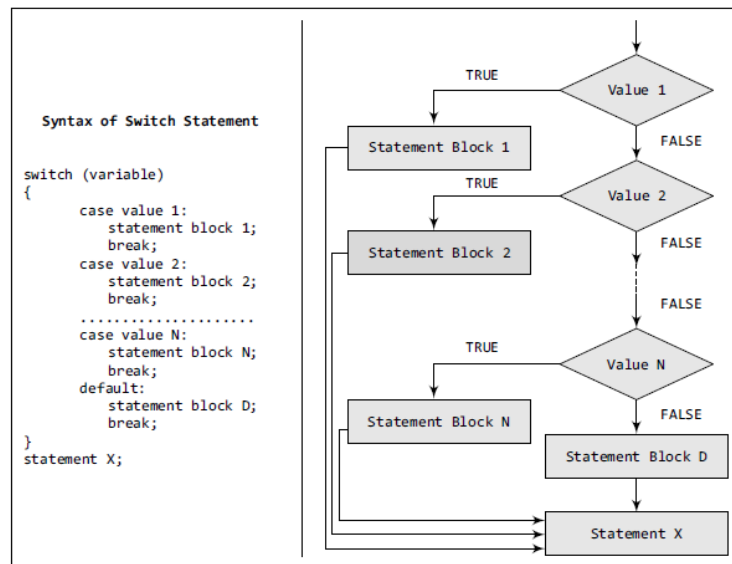 Syntax of Switch Statement
switch (variable)
{
case value 1:
statement block 1;
break;
case value 2:
statement block 2;
break;
.....................
case value N:
statement block N;
break;
default:
statement block D;
break;
}
statement X;
Value 1
TRUE
Statement Block 1
FALSE
Value 2
TRUE
Statement Block 2
FALSE
FALSE
Value N
TRUE
Statement Block N
FALSE
Statement Block D
Statement X